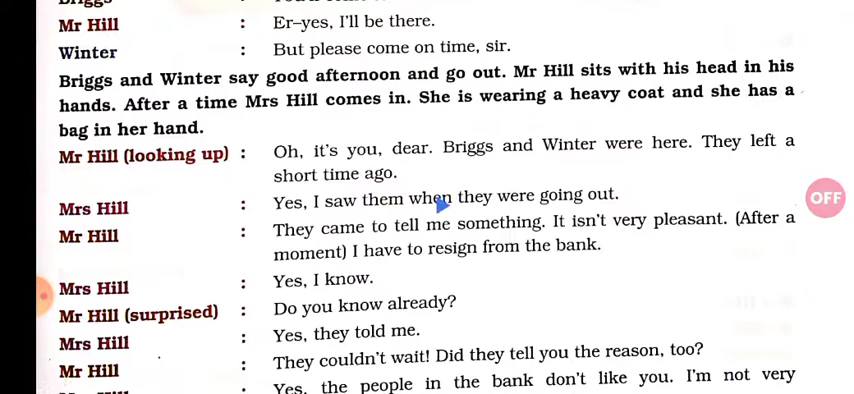 Briggs :
Mr Hill : Er–yes, I'll be there.
Winter : But please come on time, sir.
Briggs and Winter say good afternoon and go out. Mr Hill sits with his head in his
hands. After a time Mrs Hill comes in. She is wearing a heavy coat and she has a
bag in her hand.
Mr Hill (looking up) : Oh, it's you, dear. Briggs and Winter were here. They left a
short time ago.
Mrs Hill : Yes, I saw them when they were going out.
Mr Hill : They came to tell me something. It isn't very pleasant. (After a
moment) I have to resign from the bank.
Mrs Hill : Yes, I know.
Mr Hill (surprised) : Do you know already?
Mrs Hill : Yes, they told me.
Mr Hill : They couldn't wait! Did they tell you the reason, too?
: Yes, the people in the bank don't like you. I'm not very
OFF